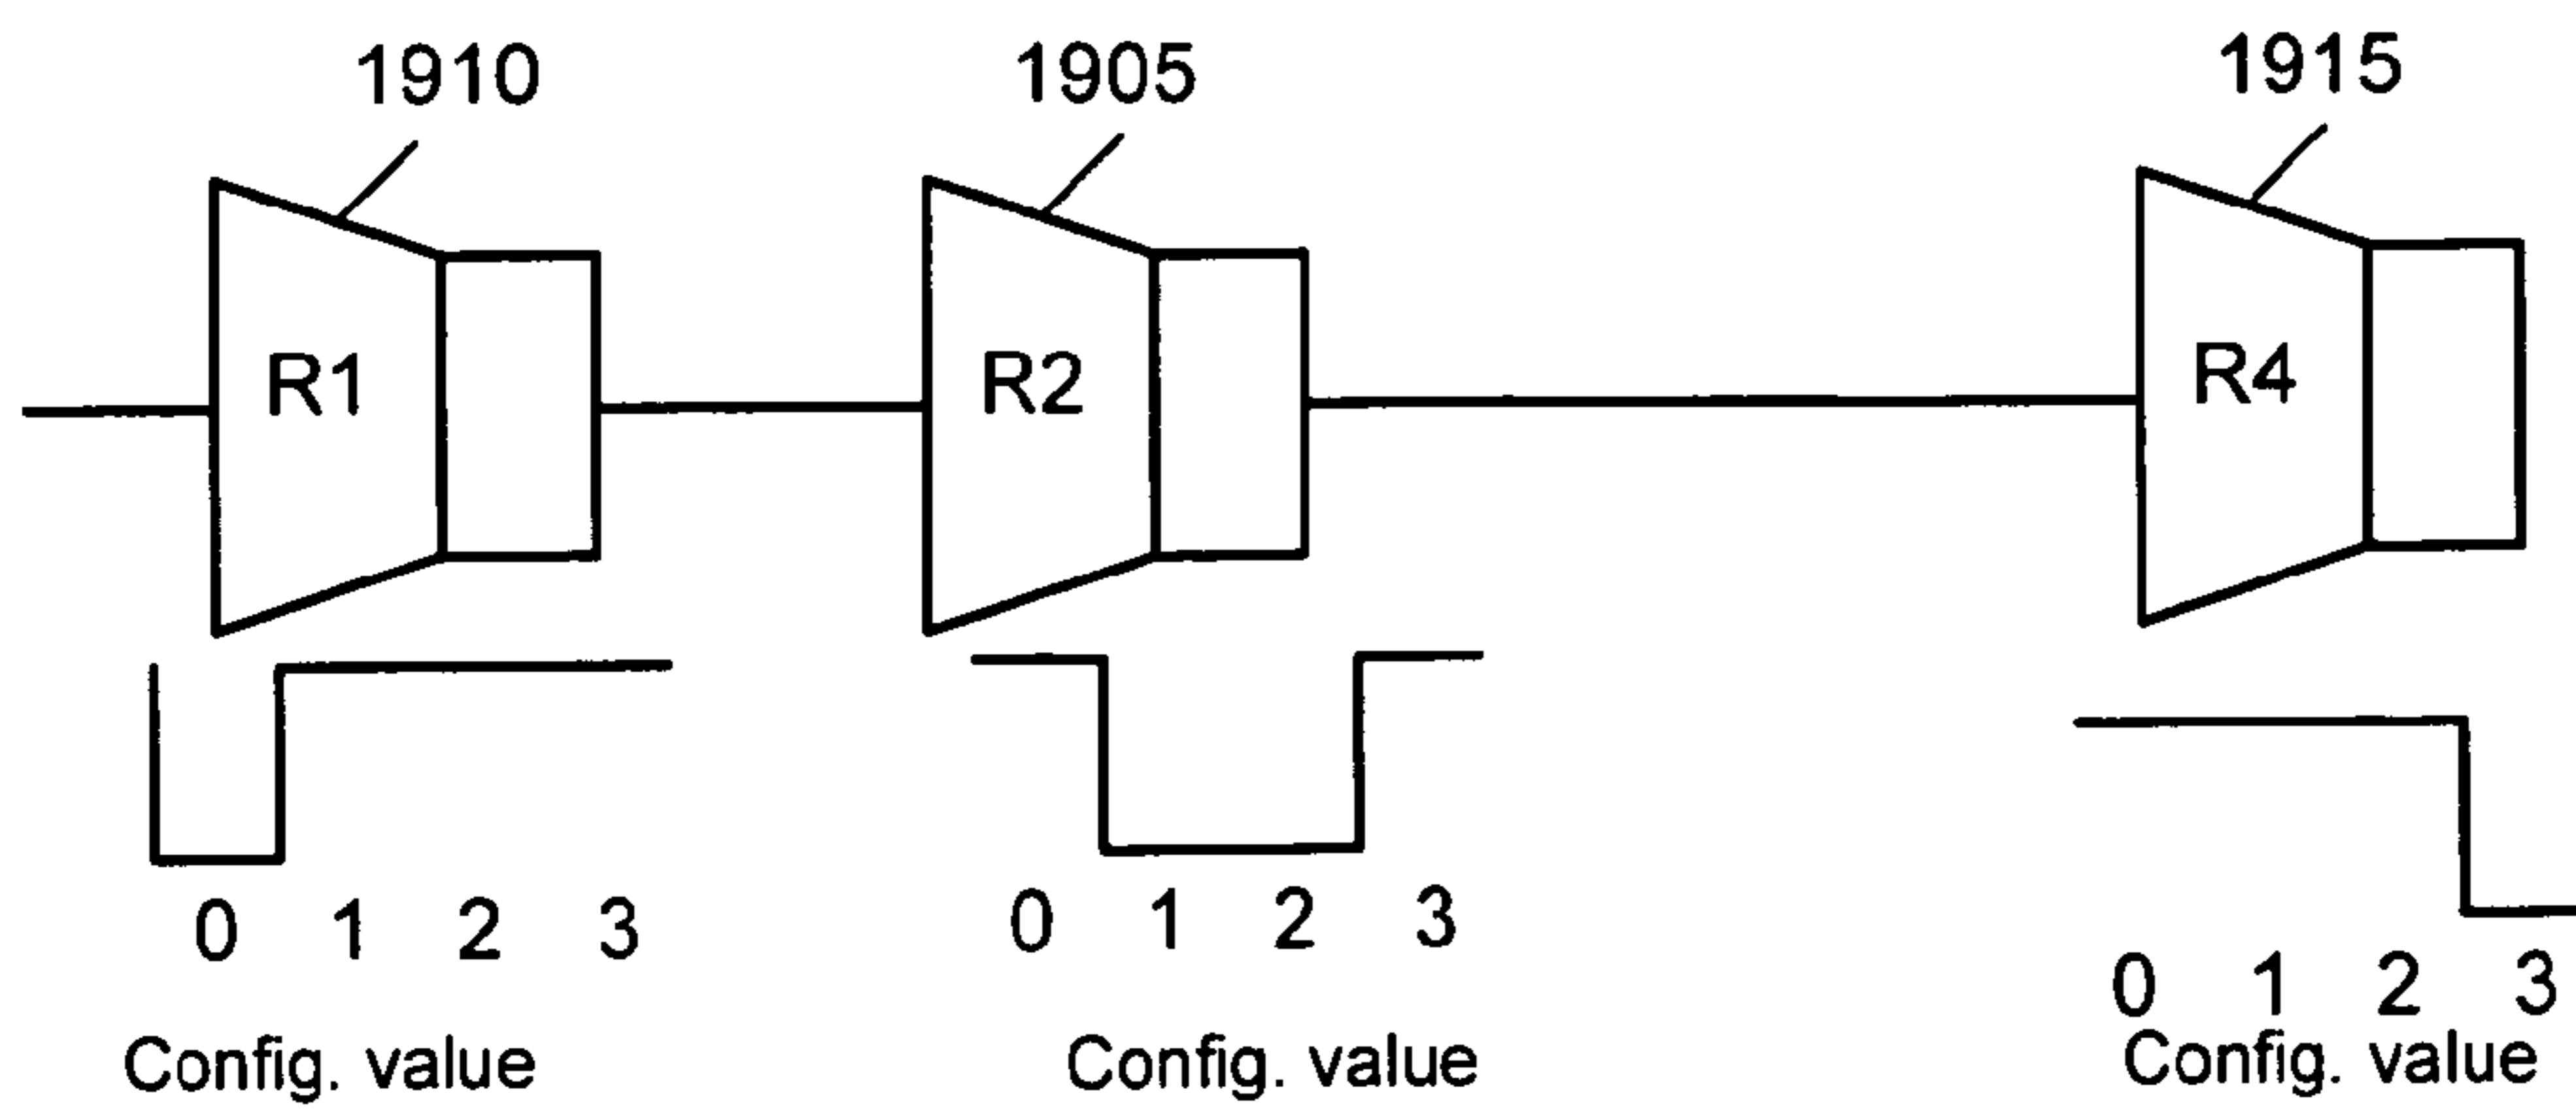 1910 1905 1915
R1 R2 R4
0 1 2 3 0 1 2 3 0 1 2 3
Config. value Config. value Config. value